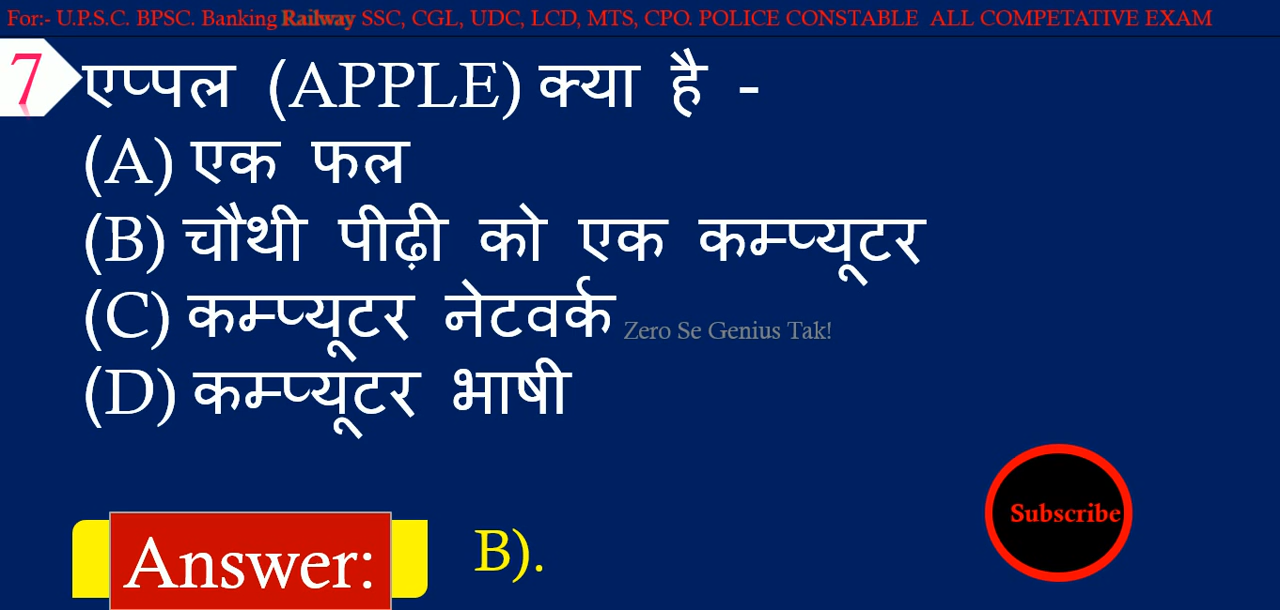 For:- U.P.S.C. BPSC. Banking Railway SSC, CGL, UDC, LCD, MTS, CPO. POLICE CONSTABLE ALL COMPETATIVE EXAM
7 एप्पल (APPLE) क्या है -
(A) एक फल
(B) चौथी पीढ़ी को एक कम्प्यूटर
(C) कम्प्यूटर नेटवर्क Zero Se Genius Tak!
(D) कम्प्यूटर भाषी
Subscribe
Answer: B).